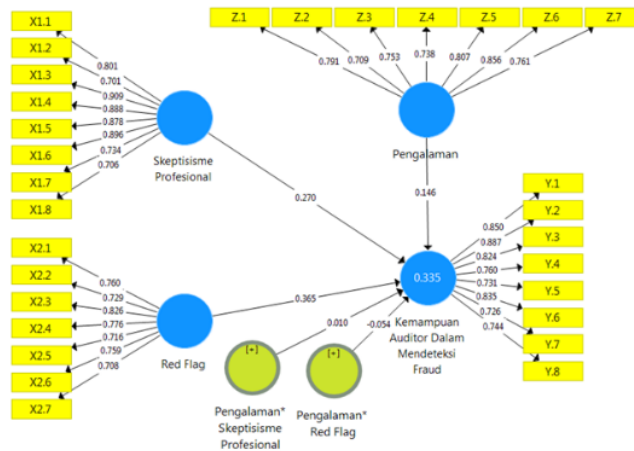 X1.1
X1.2
X1.3
X1.4
X1.5
X1.6
X1.7
X1.8
0.801
0.701
0.909
0.888
0.878
0.896
0.734
0.706
Skeptisisme
Profesional
Z.1
Z.2
Z.3
Z.4
Z.5
Z.6
Z.7
0.791
0.709
0.753
0.738
0.807
0.856
0.761
Pengalaman
0.270
0.146
X2.1
X2.2
X2.3
X2.4
X2.5
X2.6
X2.7
0.760
0.729
0.826
0.776
0.716
0.759
0.708
Red Flag
0.365
0.010
-0.054
[+]
Pengalaman*
Skeptisisme
Profesional
[+]
Pengalaman*
Red Flag
0.335
Kemampuan
Auditor Dalam
Mendeteksi
Fraud
0.850
0.887
0.824
0.760
0.731
0.835
0.726
0.744
Y.1
Y.2
Y.3
Y.4
Y.5
Y.6
Y.7
Y.8